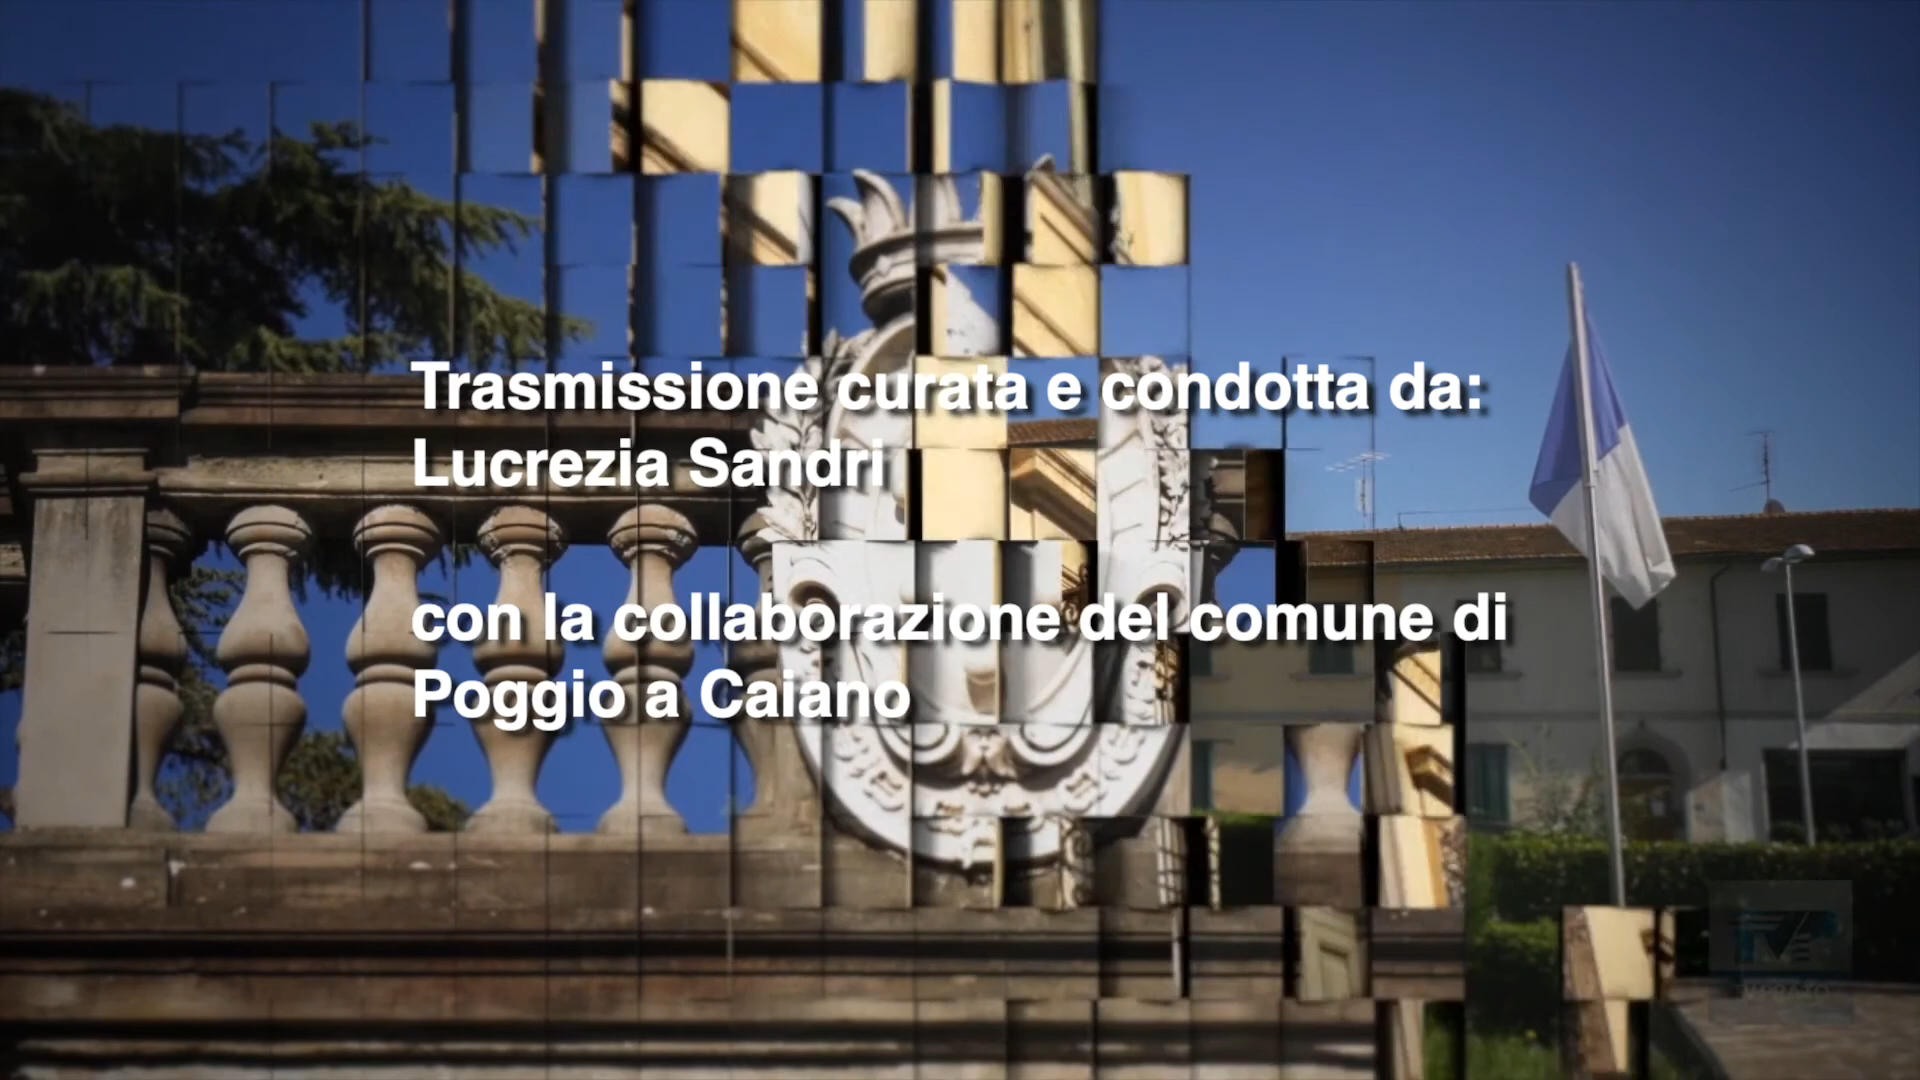 Trasmissione curata e condotta da:
Lucrezia Sandri
con la collaborazione del comune di
Poggio a Caiano